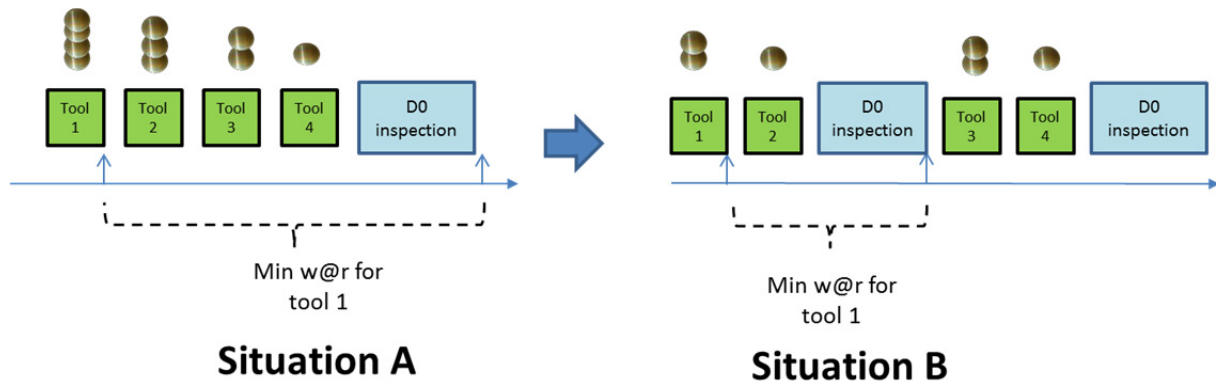 Tool
1
Tool
2
Tool
3
Tool
4
D0
inspection
Min w@r for
tool 1
Situation A
Tool
1
Tool
2
D0
inspection
Tool
3
Tool
4
D0
inspection
Min w@r for
tool 1
Situation B